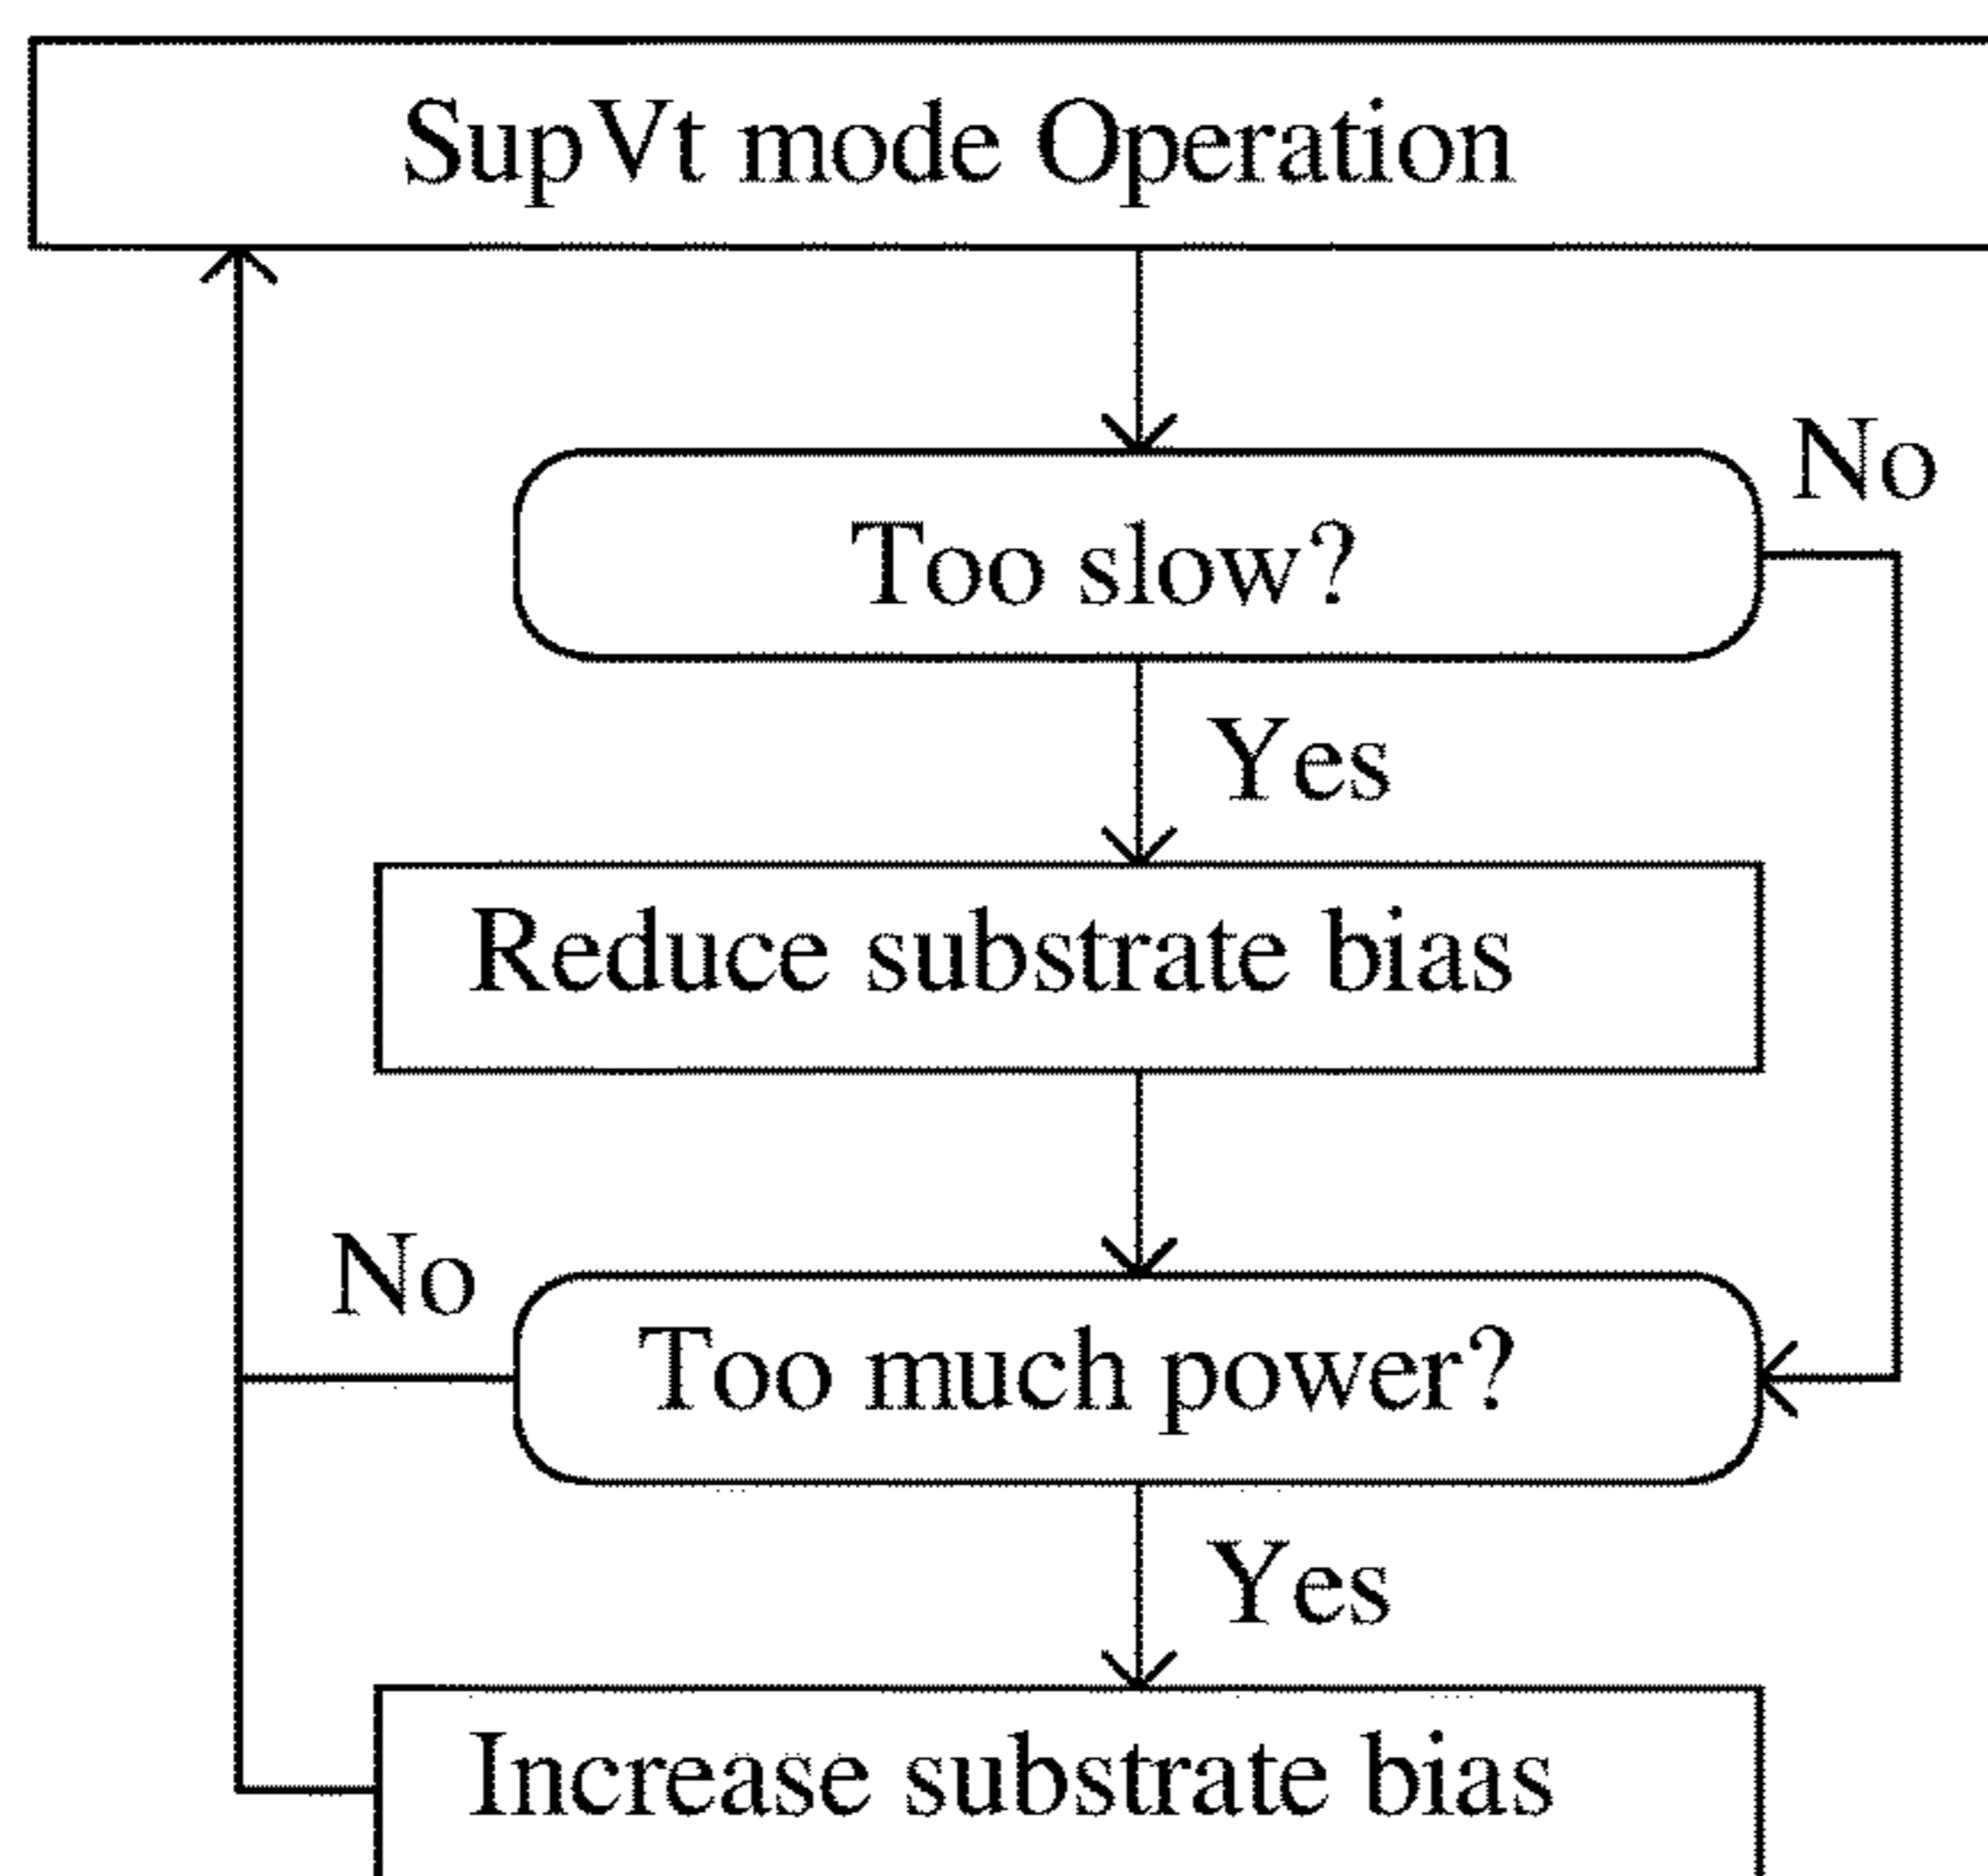 SupVt mode Operation
No
Too slow?
Yes
Reduce substrate bias
No
Too much power?
Yes
Increase substrate bias